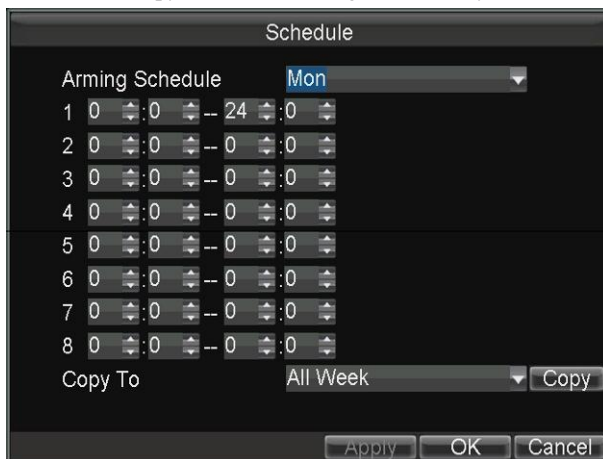 Schedule
Arming Schedule Mon
1 0 :0 -- 24 :0
2 0 :0 -- 0 :0
3 0 :0 -- 0 :0
4 0 :0 -- 0 :0
5 0 :0 -- 0 :0
6 0 :0 -- 0 :0
7 0 :0 -- 0 :0
8 0 :0 -- 0 :0
Copy To All Week Copy
Apply OK Cancel